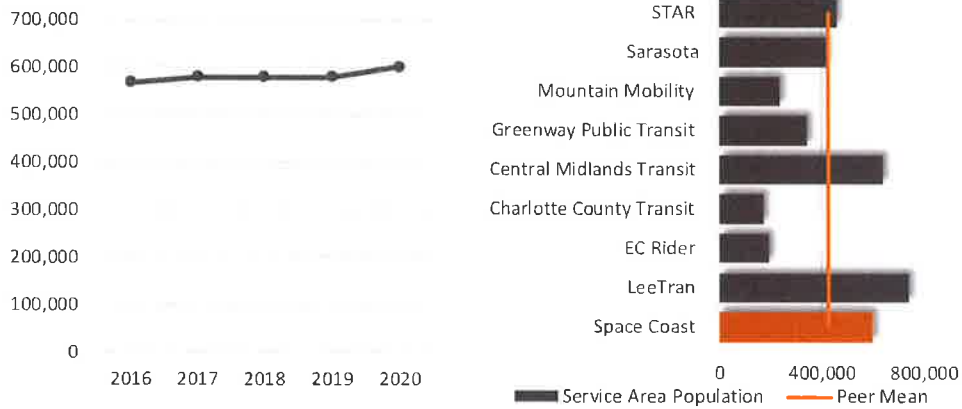 700,000
600,000
500,000
400,000
300,000
200,000
100,000
0
2016 2017 2018 2019 2020
STAR
Sarasota
Mountain Mobility
Greenway Public Transit
Central Midlands Transit
Charlotte County Transit
EC Rider
LeeTran
Space Coast
0 400,000 800,000
Service Area Population Peer Mean